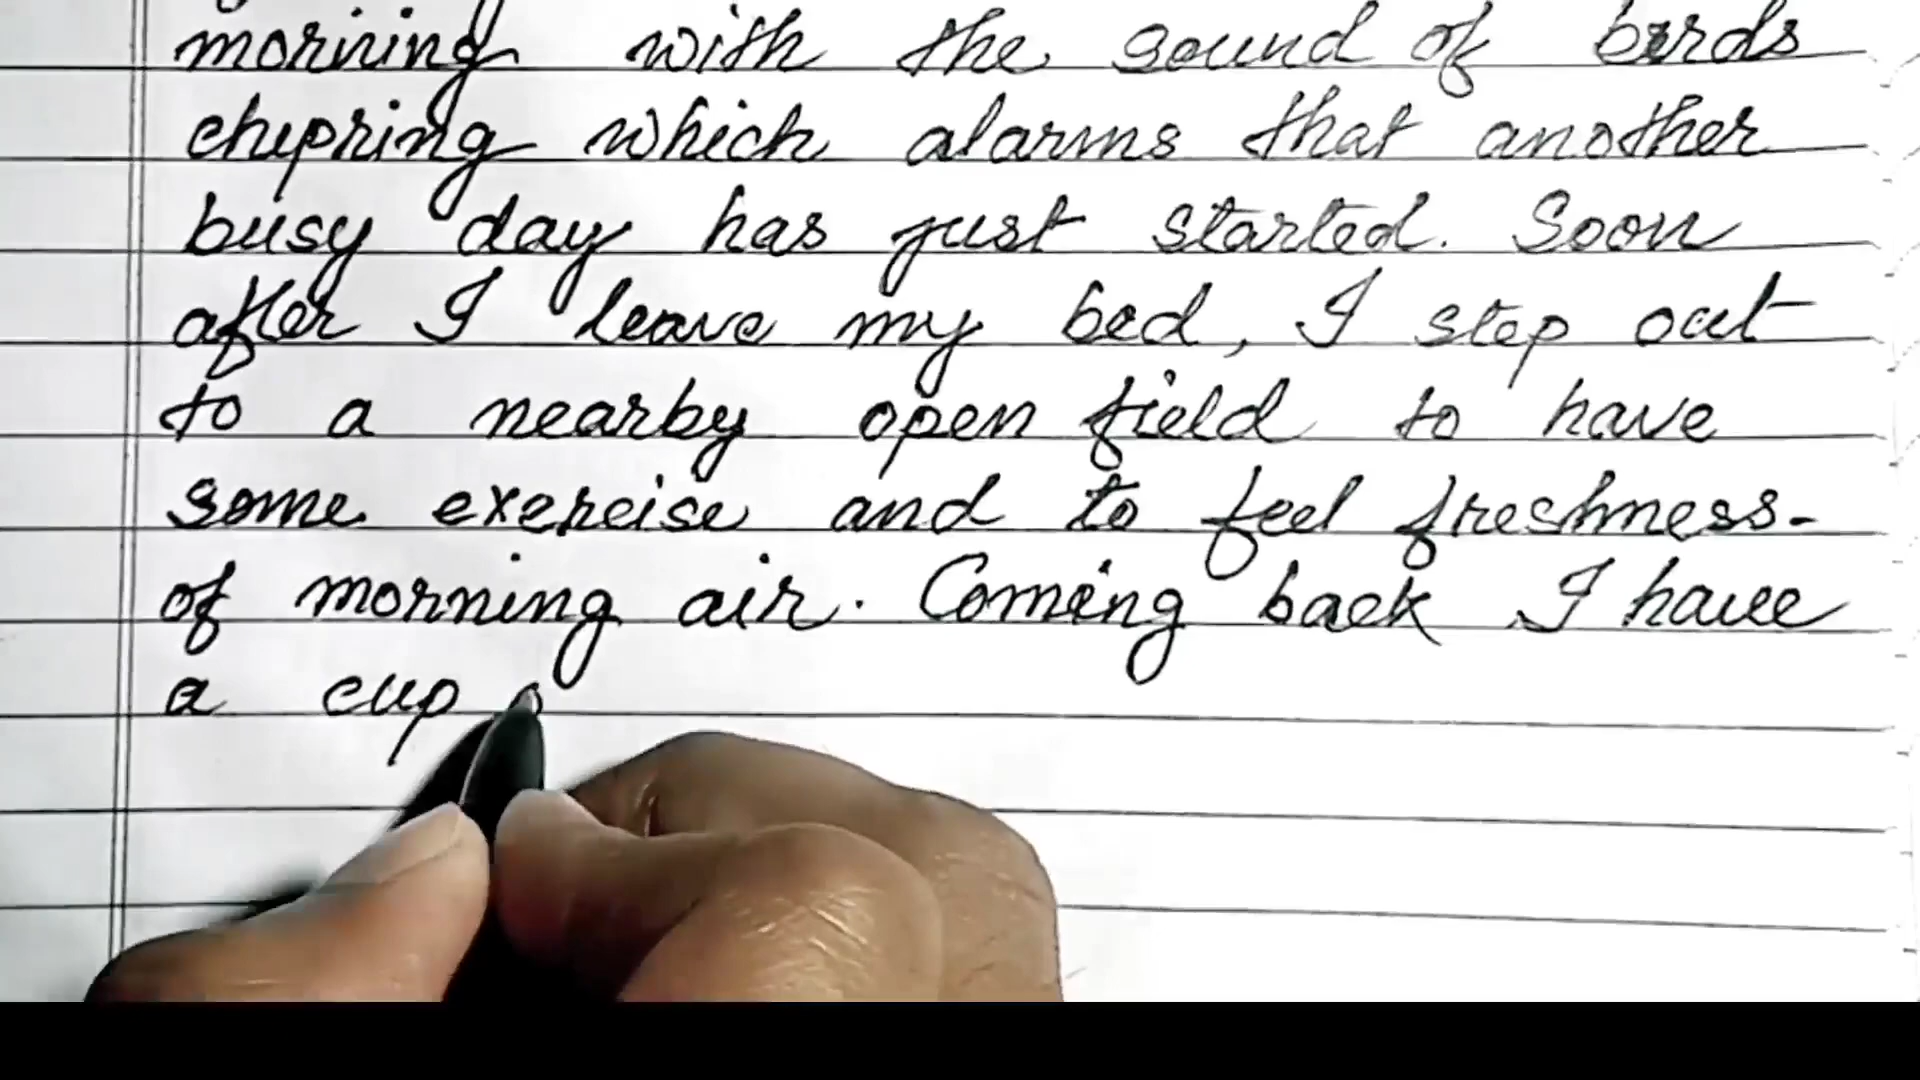 morning with the sound of birds
chipring which alarms that another
busy day has just started. Soon
after I leave my bed, I step out
to a nearby open field to have
some exercise and to feel freshness-
of morning air. Coming back I have
a cup